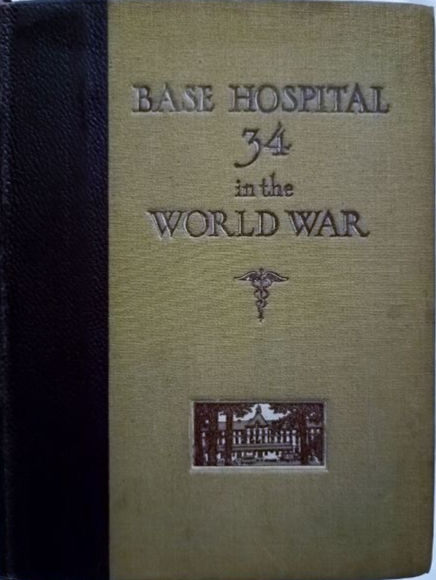 BASE HOSPITAL
34
in the
WORLD WAR